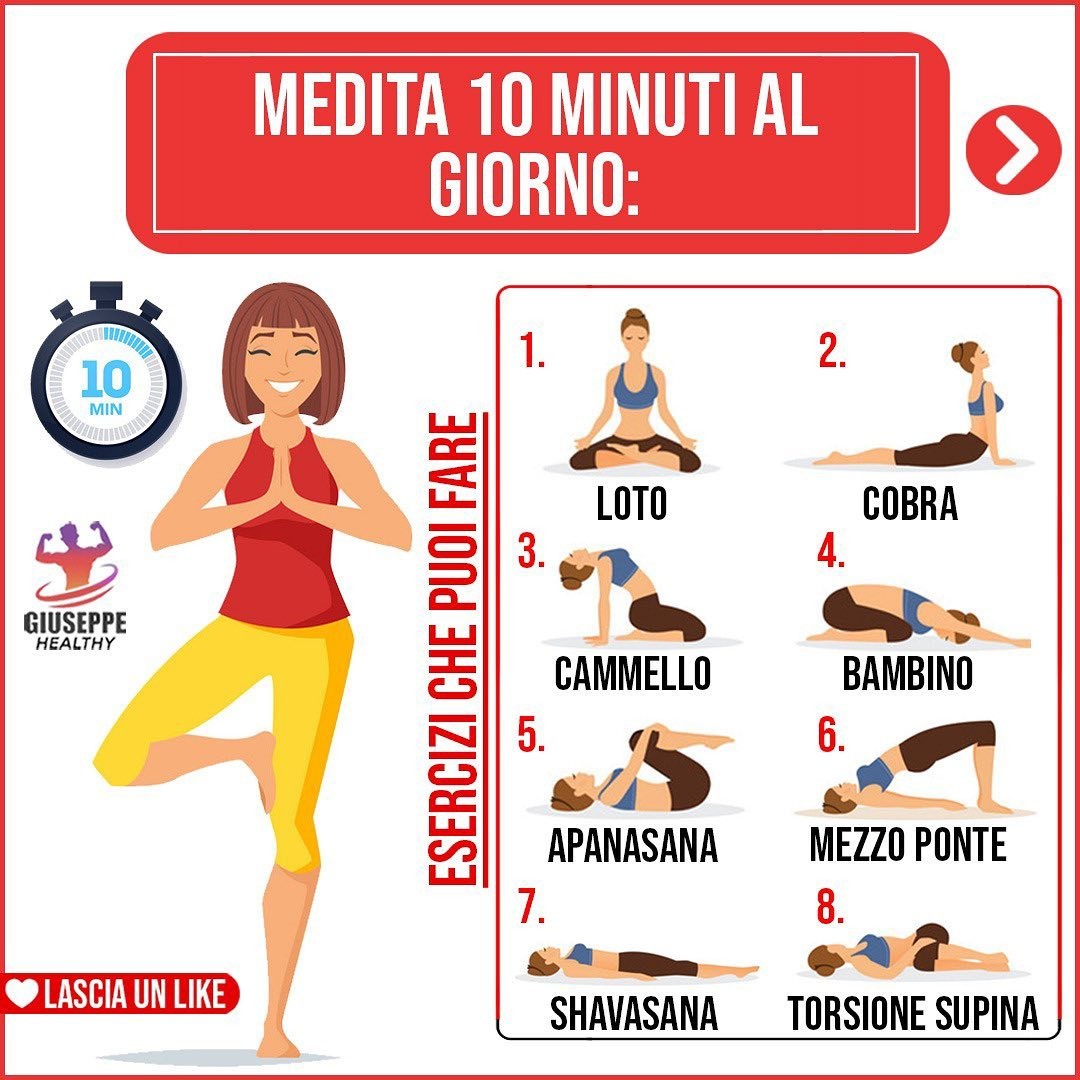 MEDITA 10 MINUTI AL
GIORNO:
10
MIN
GIUSEPPE
HEALTHY
ESERCIZI CHE PUOI FARE
1.
LOTO
2.
COBRA
3.
CAMMELLO
4.
BAMBINO
5.
APANASANA
6.
MEZZO PONTE
7.
SHAVASANA
8.
TORSIONE SUPINA
LASCIA UN LIKE